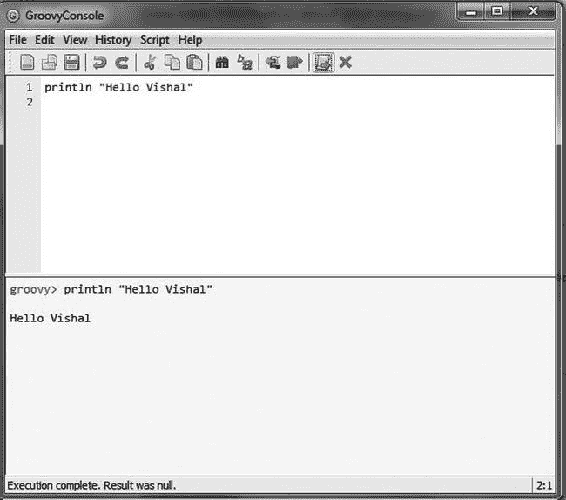 GroovyConsole
File Edit View History Script Help
1 println "Hello Vishal"
2
groovy> println "Hello Vishal"
Hello Vishal
Execution complete. Result was null.
2:1